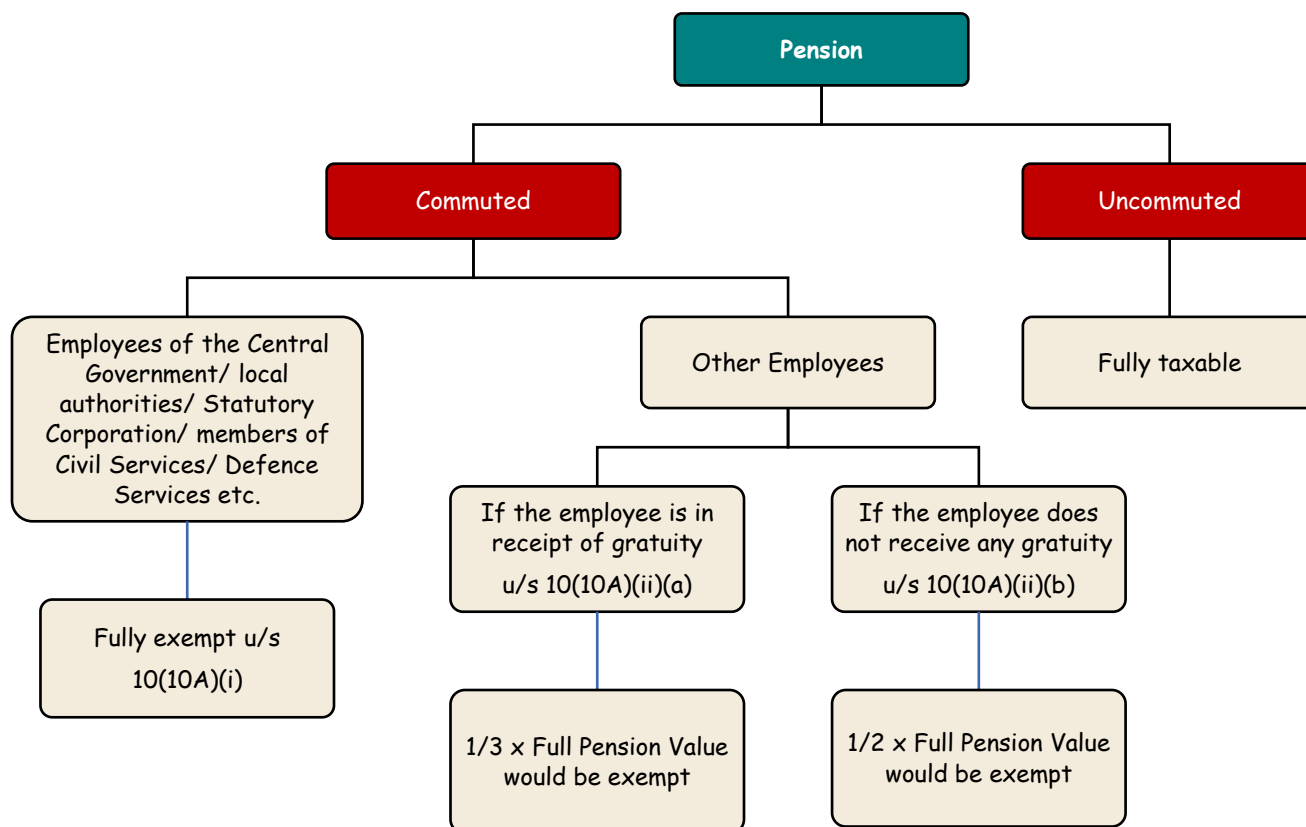 Pension
Commuted
Uncommuted
Employees of the Central
Government/ local
authorities/ Statutory
Corporation/ members of
Civil Services/ Defence
Services etc.
Other Employees
Fully taxable
If the employee is in
receipt of gratuity
u/s 10(10A)(ii)(a)
If the employee does
not receive any gratuity
u/s 10(10A)(ii)(b)
Fully exempt u/s
10(10A)(i)
1/3 x Full Pension Value
would be exempt
1/2 x Full Pension Value
would be exempt